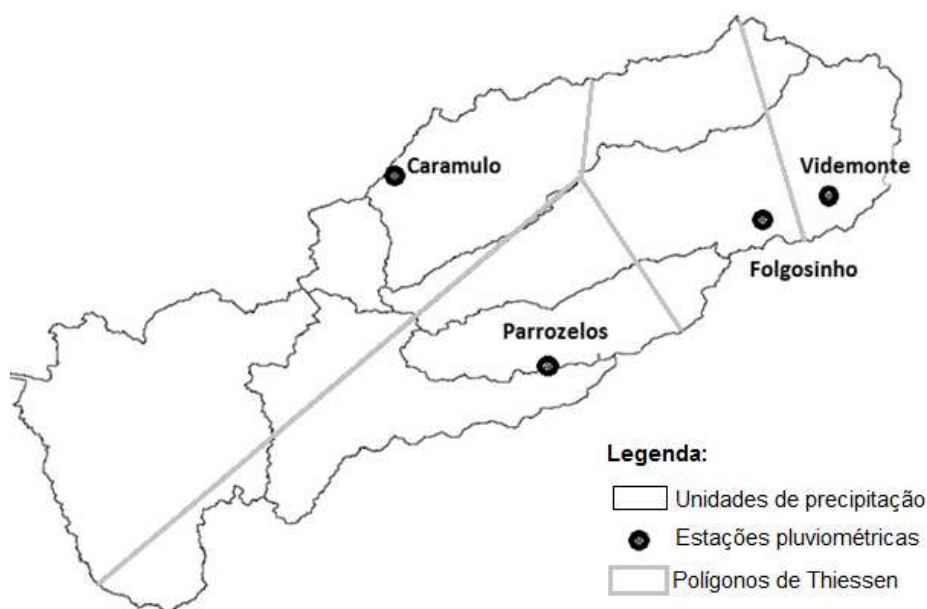 Caramulo
Videmonte
Folgosinho
Parrozelos
Legenda:
Unidades de precipitação
Estações pluviométricas
Polígonos de Thiessen